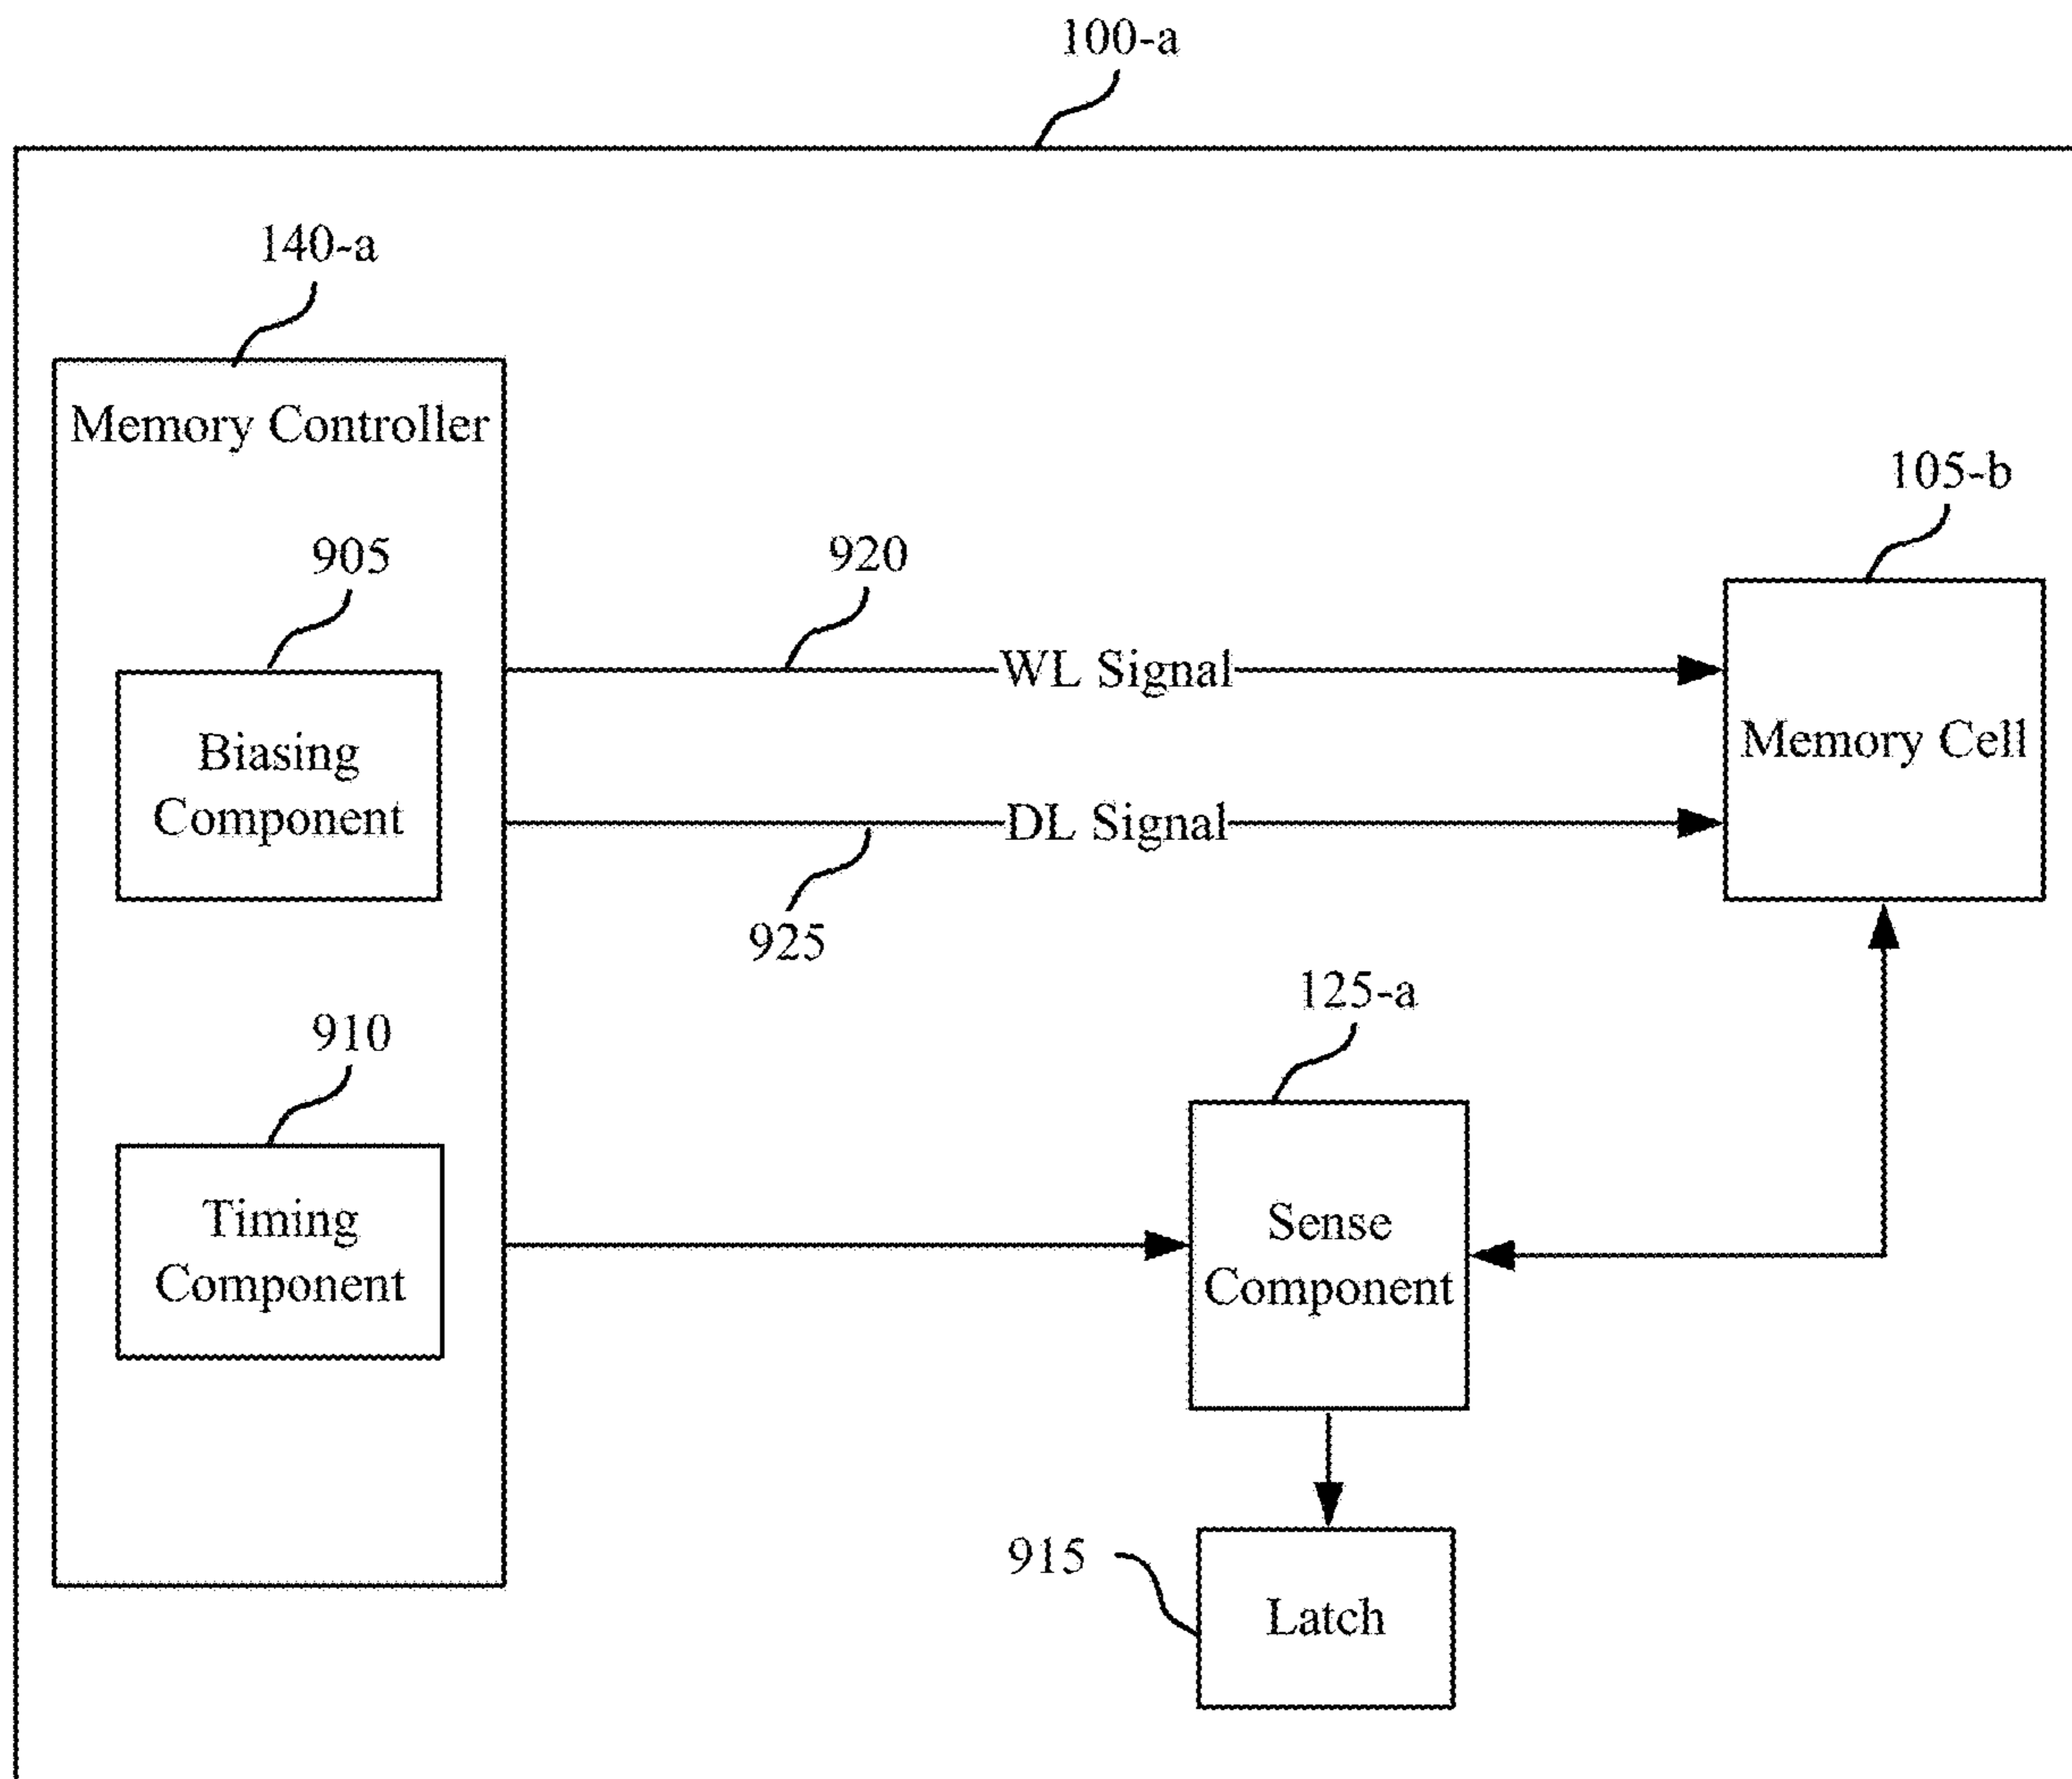 100-a
140-a
Memory Controller
105-b
905
920
WL Signal
Biasing
Component
Memory Cell
DL Signal
925
125-a
910
Timing
Component
Sense
Component
915
Latch